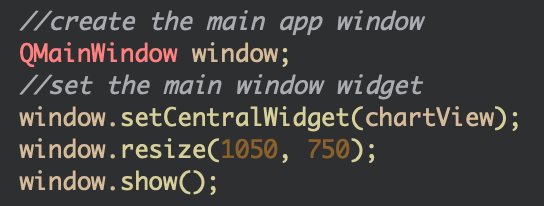 //create the main app window
QMainWindow window;
//set the main window widget
window.setCentralWidget(chartView);
window.resize(1050, 750);
window.show();